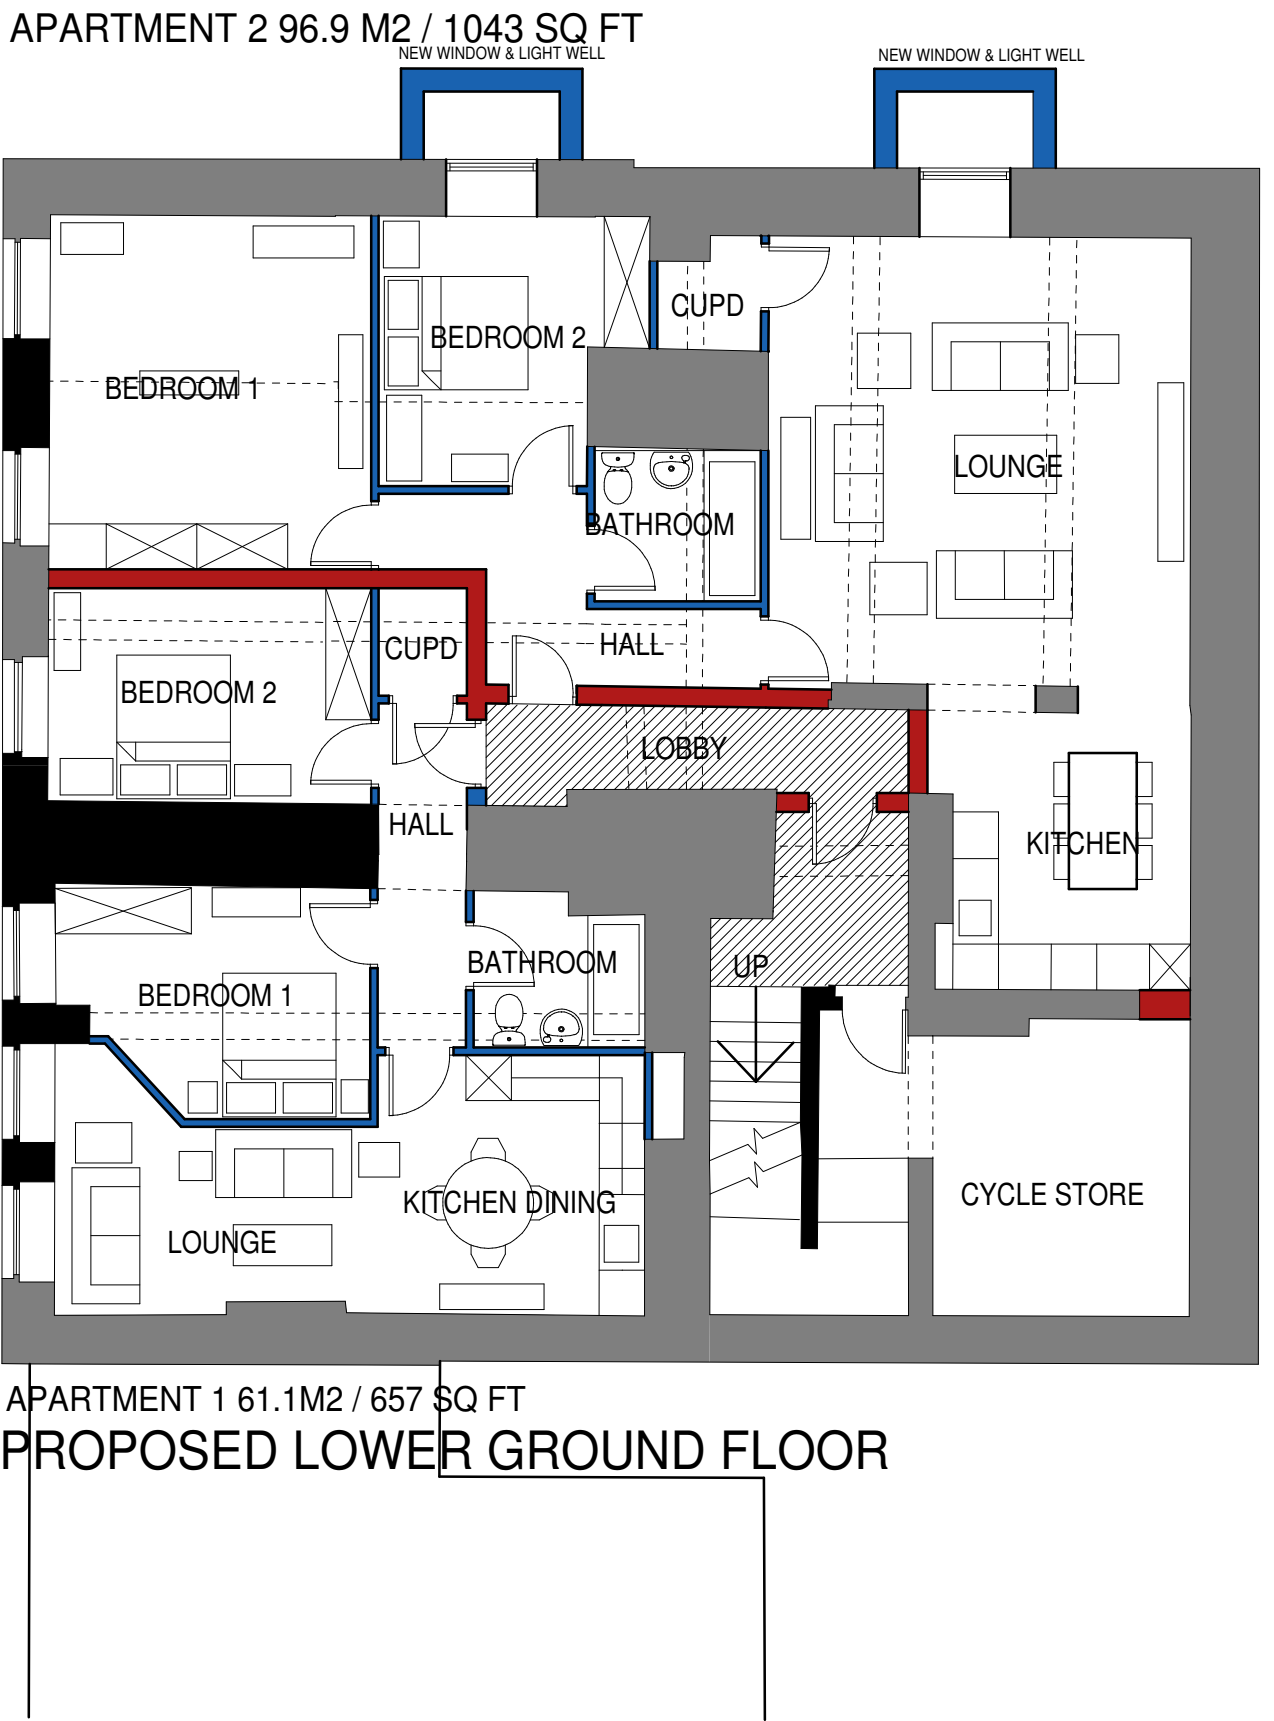 APARTMENT 2 96.9 M2 / 1043 SQ FT
NEW WINDOW & LIGHT WELL
NEW WINDOW & LIGHT WELL
CUPD
BEDROOM 2
BEDROOM 1
LOUNGE
BATHROOM
HALL
CUPD
BEDROOM 2
LOBBY
HALL
KITCHEN
BATHROOM
UP
BEDROOM 1
CYCLE STORE
KITCHEN DINING
LOUNGE
APARTMENT 1 61.1M2 / 657 SQ FT
PROPOSED LOWER GROUND FLOOR